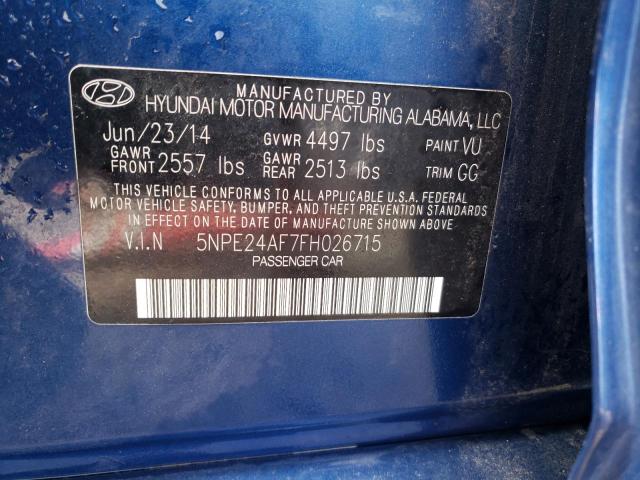 MANUFACTURED BY
HYUNDAI MOTOR MANUFACTURING ALABAMA, LLC
Jun/23/14 GVWR 4497 lbs PAINT VU
GAWR FRONT 2557 lbs GAWR REAR 2513 lbs TRIM GG
THIS VEHICLE CONFORMS TO ALL APPLICABLE U.S.A. FEDERAL
MOTOR VEHICLE SAFETY, BUMPER, AND THEFT PREVENTION STANDARDS
IN EFFECT ON THE DATE OF MANUFACTURE SHOWN ABOVE.
V.I.N 5NPE24AF7FH026715
PASSENGER CAR